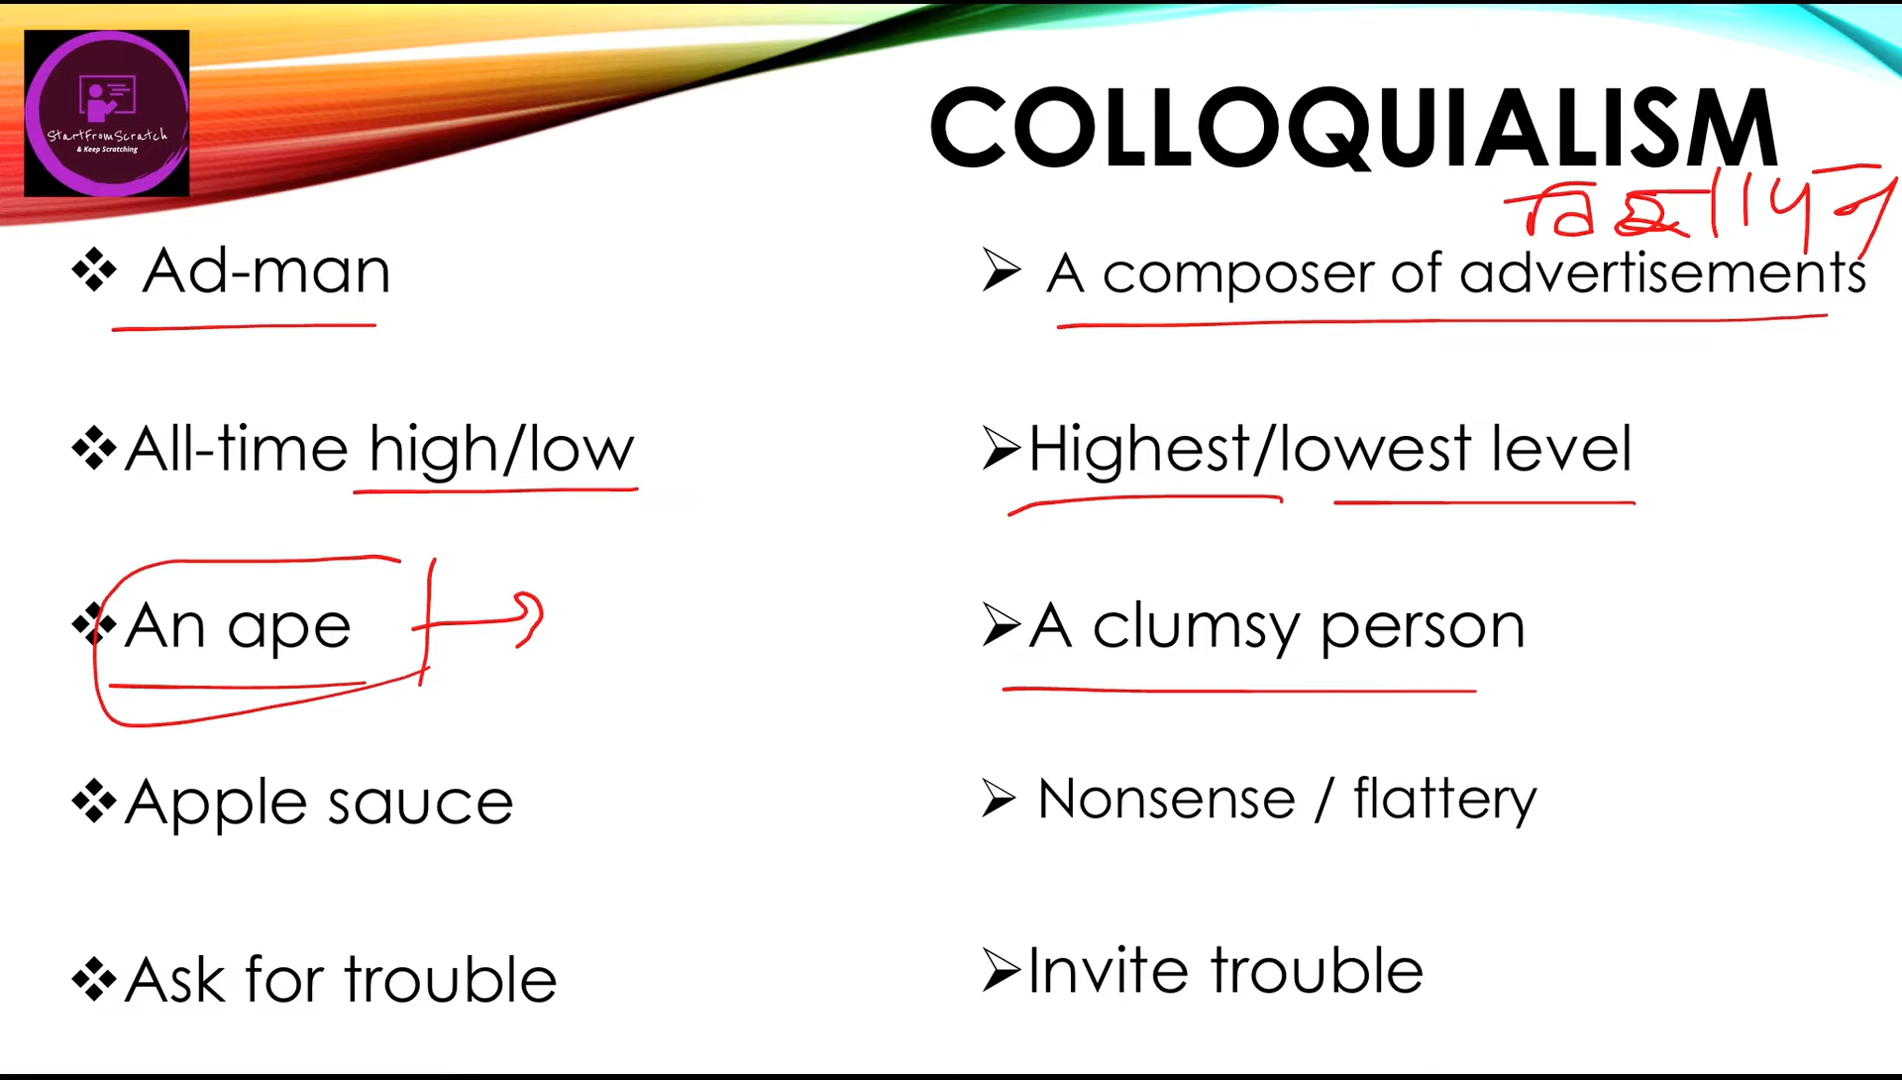 StartFromScratch
& Keep Scratching
COLLOQUIALISM
❖ Ad-man
➢ A composer of advertisements
❖ All-time high/low
➢ Highest/lowest level
❖ An ape
➢ A clumsy person
❖ Apple sauce
➢ Nonsense / flattery
❖ Ask for trouble
➢ Invite trouble